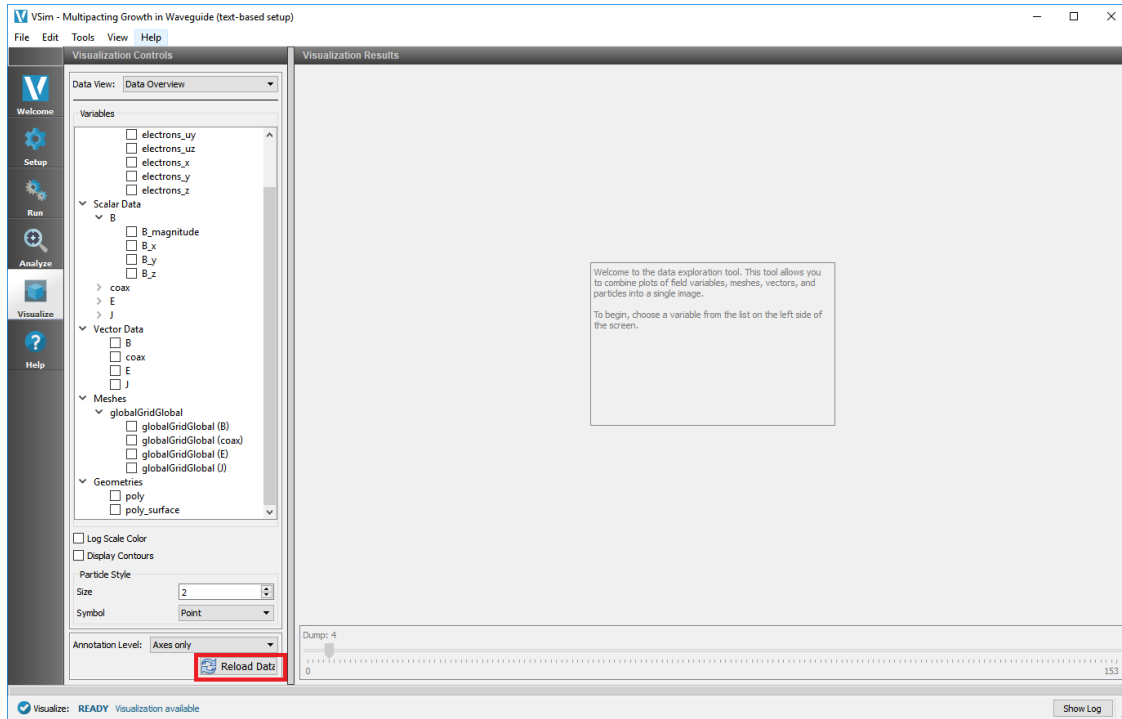 VSim - Multipacting Growth in Waveguide (text-based setup)
File Edit Tools View Help
Visualization Controls
Visualization Results
Welcome
Setup
Run
Analyze
Visualize
Help
Data View: Data Overview
Variables
electrons_uy
electrons_uz
electrons_x
electrons_y
electrons_z
Scalar Data
B
B_magnitude
B_x
B_y
B_z
coax
E
J
Vector Data
B
coax
E
J
Meshes
globalGridGlobal
globalGridGlobal (B)
globalGridGlobal (coax)
globalGridGlobal (E)
globalGridGlobal (J)
Geometries
poly
poly_surface
Log Scale Color
Display Contours
Particle Style
Size 2
Symbol Point
Annotation Level: Axes only
Reload Data
Welcome to the data exploration tool. This tool allows you
to combine plots of field variables, meshes, vectors, and
particles into a single image.
To begin, choose a variable from the list on the left side of
the screen.
Dump: 4
0 153
Visualize: READY Visualization available
Show Log